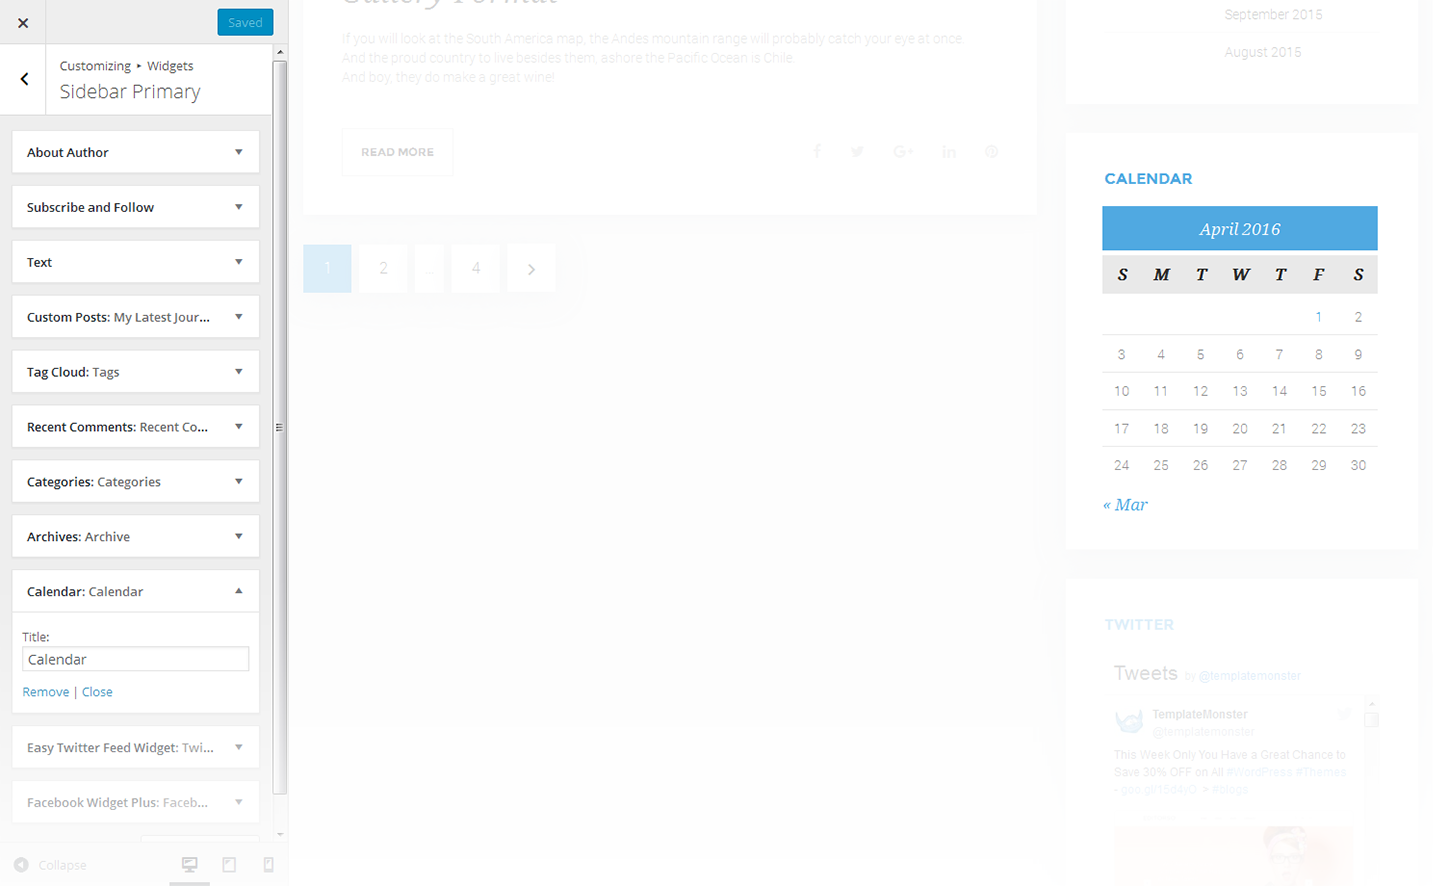 Saved
Customizing ▸ Widgets
Sidebar Primary
About Author
Subscribe and Follow
Text
Custom Posts: My Latest Jour...
Tag Cloud: Tags
Recent Comments: Recent Co...
Categories: Categories
Archives: Archive
Calendar: Calendar
Title:
Calendar
Remove | Close
Easy Twitter Feed Widget: Twi...
Facebook Widget Plus: Faceb...
Collapse
Gallery Format
If you will look at the South America map, the Andes mountain range will probably catch your eye at once.
And the proud country to live besides them, ashore the Pacific Ocean is Chile.
And boy, they do make a great wine!
READ MORE
1 2 ... 4
September 2015
August 2015
CALENDAR
April 2016
S M T W T F S
1 2
3 4 5 6 7 8 9
10 11 12 13 14 15 16
17 18 19 20 21 22 23
24 25 26 27 28 29 30
« Mar
TWITTER
Tweets by @templatemonster
TemplateMonster
@templatemonster
This Week Only You Have a Great Chance to
Save 30% OFF on All #WordPress #Themes
#blogs